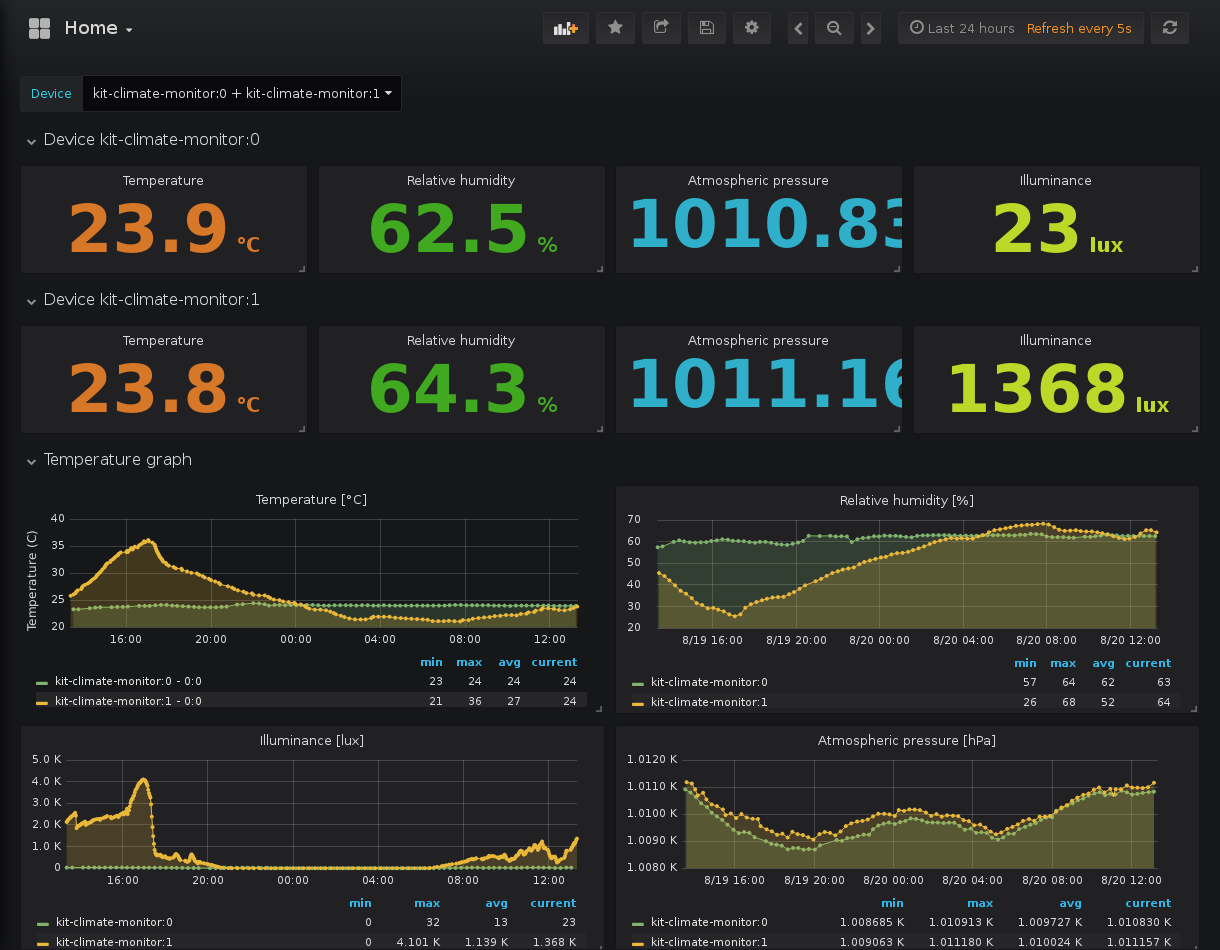 Home
Last 24 hours Refresh every 5s
Device kit-climate-monitor:0 + kit-climate-monitor:1
Device kit-climate-monitor:0
Temperature Relative humidity Atmospheric pressure Illuminance
23.9 °C 62.5 % 1010.83 23 lux
Device kit-climate-monitor:1
Temperature Relative humidity Atmospheric pressure Illuminance
23.8 °C 64.3 % 1011.16 1368 lux
Temperature graph
Temperature [°C]
Temperature (C)
40
35
30
25
20
16:00 20:00 00:00 04:00 08:00 12:00
min max avg current
kit-climate-monitor:0 - 0:0 23 24 24 24
kit-climate-monitor:1 - 0:0 21 36 27 24
Relative humidity [%]
70
60
50
40
30
20
8/19 16:00 8/19 20:00 8/20 00:00 8/20 04:00 8/20 08:00 8/20 12:00
min max avg current
kit-climate-monitor:0 57 64 62 63
kit-climate-monitor:1 26 68 52 64
Illuminance [lux]
5.0 K
4.0 K
3.0 K
2.0 K
1.0 K
0
16:00 20:00 00:00 04:00 08:00 12:00
min max avg current
kit-climate-monitor:0 0 32 13 23
kit-climate-monitor:1 0 4.101 K 1.139 K 1.368 K
Atmospheric pressure [hPa]
1.0120 K
1.0110 K
1.0100 K
1.0090 K
1.0080 K
8/19 16:00 8/19 20:00 8/20 00:00 8/20 04:00 8/20 08:00 8/20 12:00
min max avg current
kit-climate-monitor:0 1.008685 K 1.010913 K 1.009727 K 1.010830 K
kit-climate-monitor:1 1.009063 K 1.011180 K 1.010024 K 1.011157 K